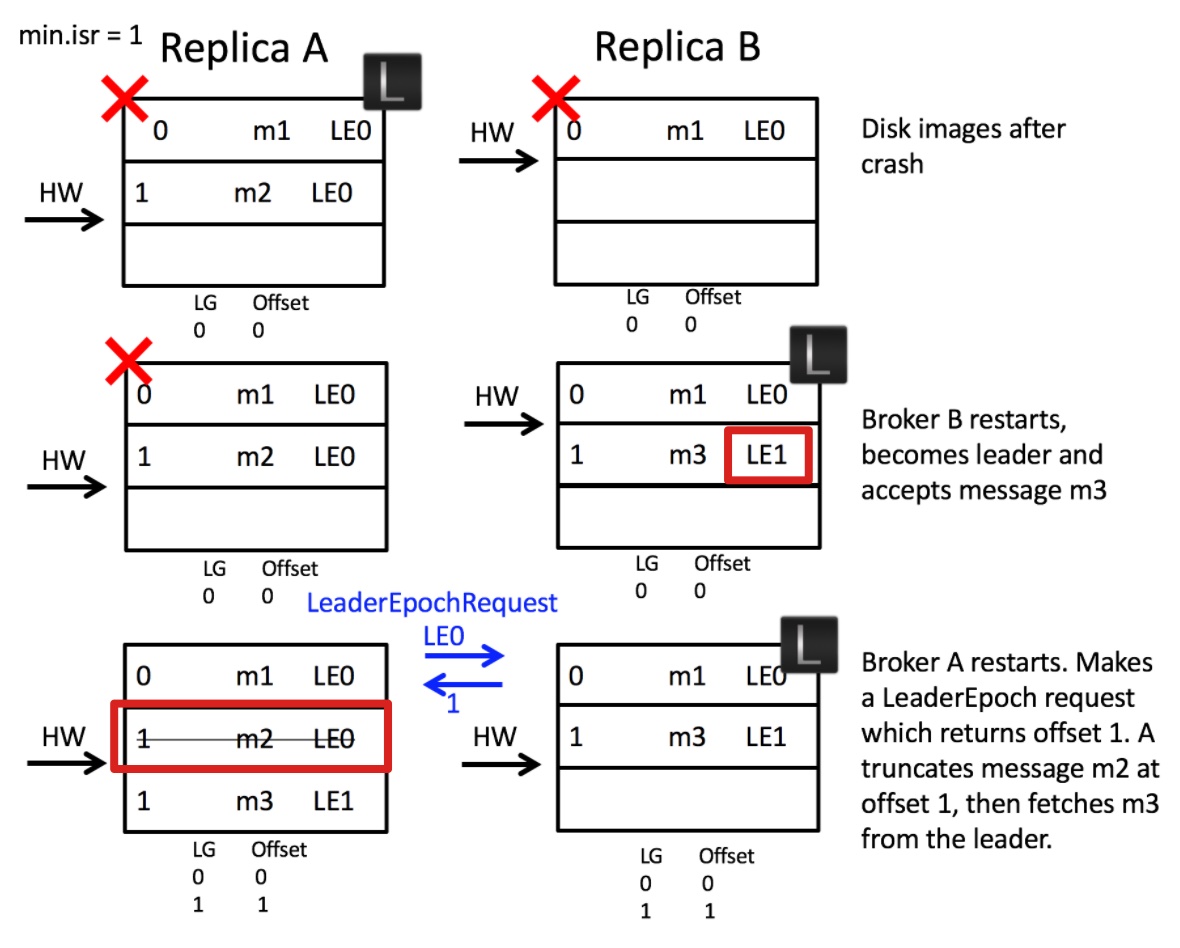 min.isr = 1
Replica A
Replica B
L
0 m1 LE0
HW
1 m2 LE0
LG Offset
0 0
HW
0 m1 LE0
LG Offset
0 0
Disk images after
crash
0 m1 LE0
HW
1 m2 LE0
LG Offset
0 0
L
HW
0 m1 LE0
1 m3 LE1
LG Offset
0 0
Broker B restarts,
becomes leader and
accepts message m3
LeaderEpochRequest
LE0
1
0 m1 LE0
HW
1 m2 LE0
1 m3 LE1
LG Offset
0 0
1 1
L
0 m1 LE0
HW
1 m3 LE1
LG Offset
0 0
1 1
Broker A restarts. Makes
a LeaderEpoch request
which returns offset 1. A
truncates message m2 at
offset 1, then fetches m3
from the leader.